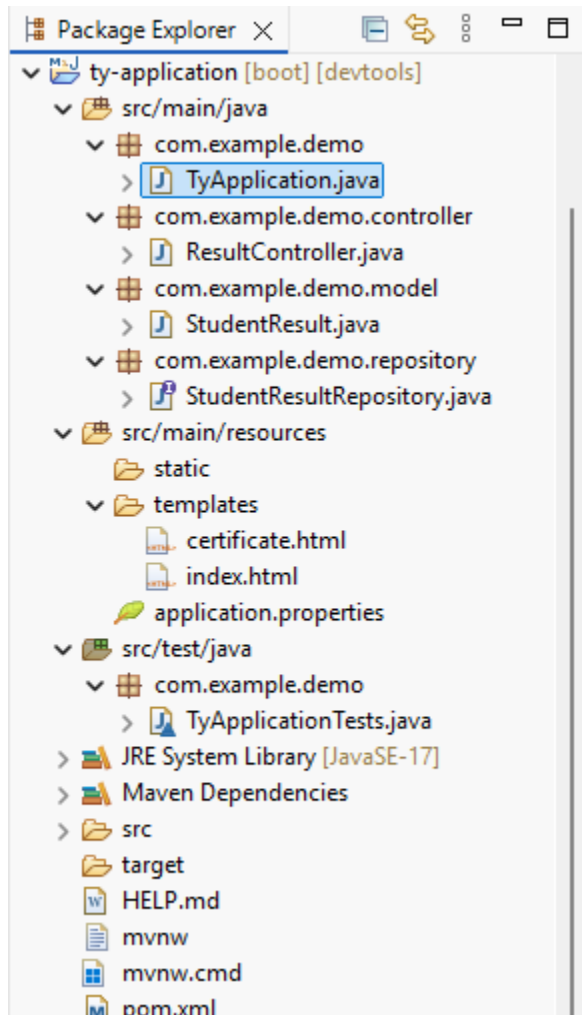 Package Explorer
ty-application [boot] [devtools]
src/main/java
com.example.demo
TyApplication.java
com.example.demo.controller
ResultController.java
com.example.demo.model
StudentResult.java
com.example.demo.repository
StudentResultRepository.java
src/main/resources
static
templates
certificate.html
index.html
application.properties
src/test/java
com.example.demo
TyApplicationTests.java
JRE System Library [JavaSE-17]
Maven Dependencies
src
target
HELP.md
mvnw
mvnw.cmd
pom.xml